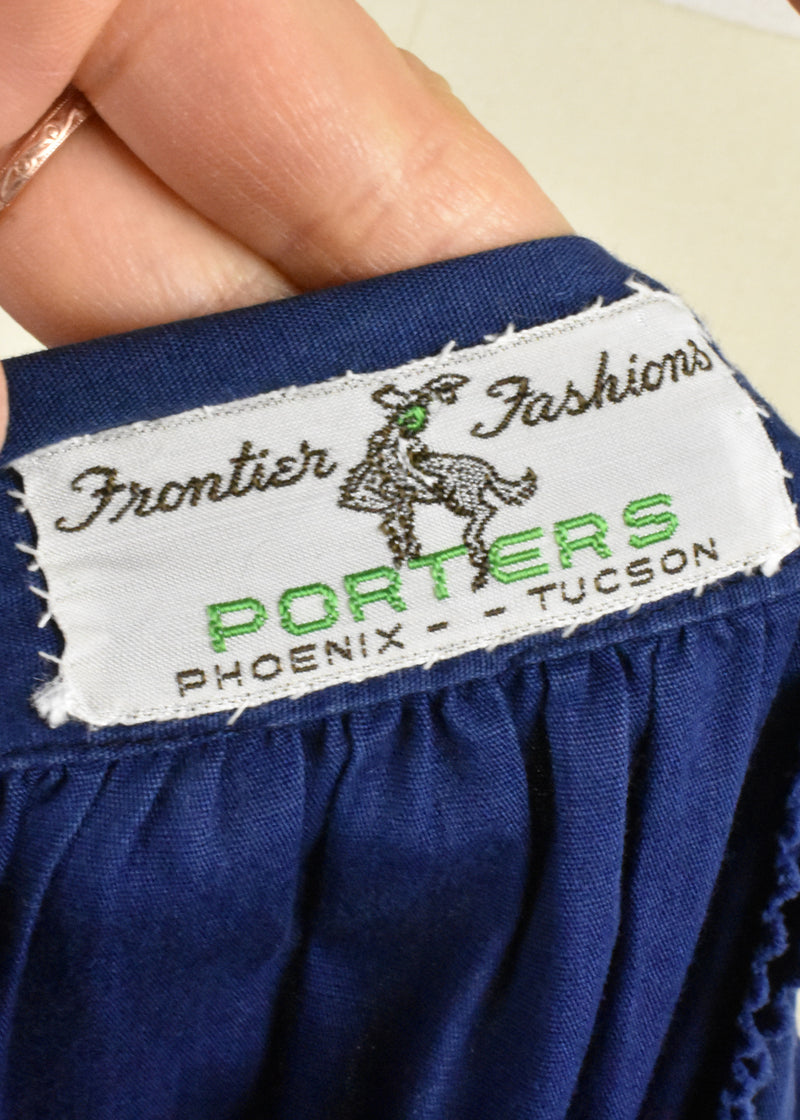 Frontier Fashions
PORTERS
PHOENIX - - TUCSON